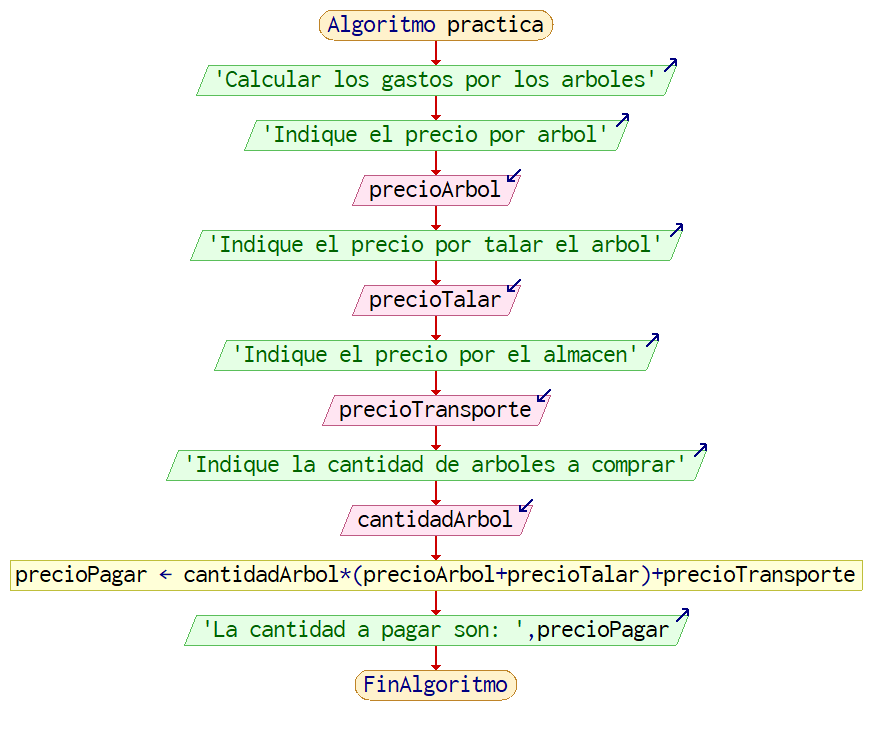 Algoritmo practica
'Calcular los gastos por los arboles'
'Indique el precio por arbol'
precioArbol
'Indique el precio por talar el arbol'
precioTalar
'Indique el precio por el almacen'
precioTransporte
'Indique la cantidad de arboles a comprar'
cantidadArbol
precioPagar ← cantidadArbol*(precioArbol+precioTalar)+precioTransporte
'La cantidad a pagar son: ',precioPagar
FinAlgoritmo